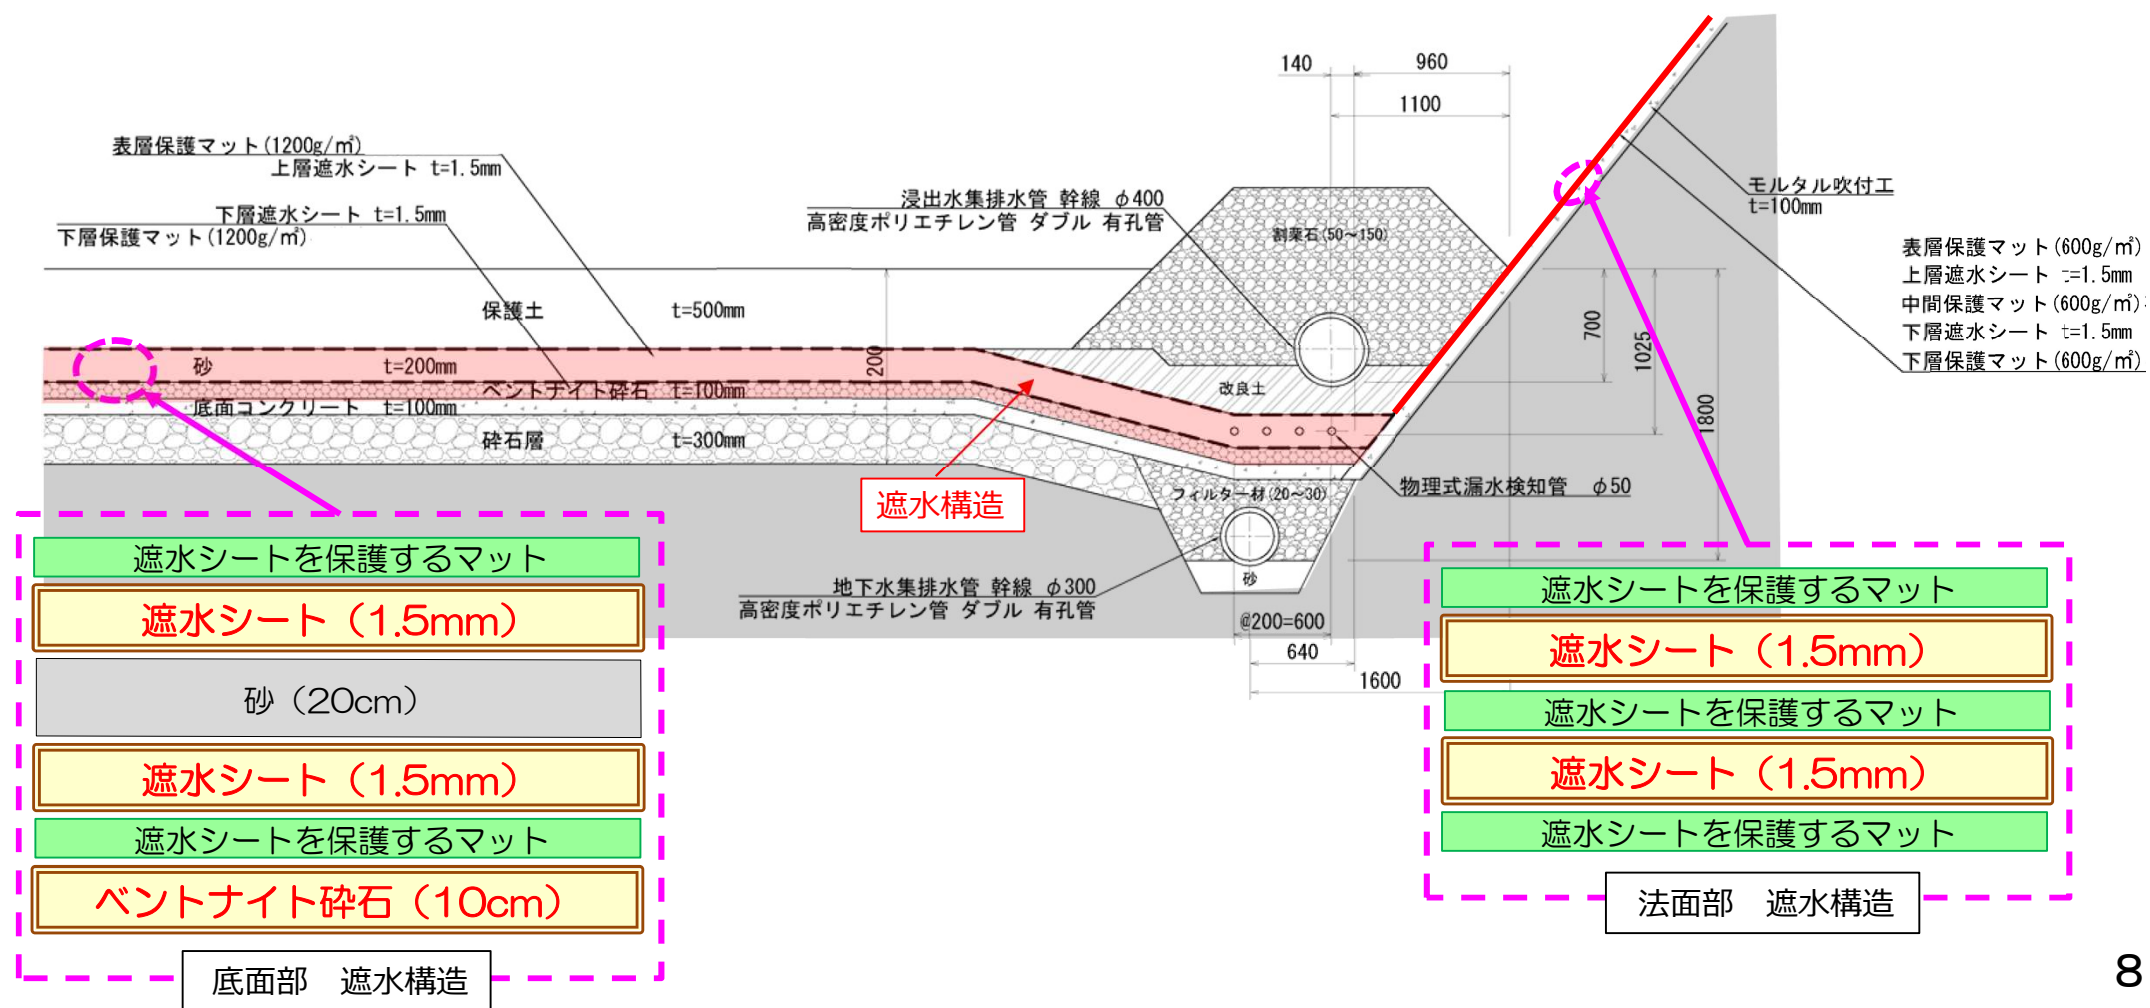 140
960
1100
表層保護マット(1200g/㎡)
上層遮水シート t=1.5mm
下層遮水シート t=1.5mm
下層保護マット(1200g/㎡)
浸出水集排水管 幹線 φ400
高密度ポリエチレン管 ダブル 有孔管
割栗石(50~150)
モルタル吹付工
t=100mm
表層保護マット(600g/㎡)
上層遮水シート t=1.5mm
中間保護マット(600g/㎡)
下層遮水シート t=1.5mm
下層保護マット(600g/㎡)
保護土 t=500mm
砂 t=200mm
ベントナイト砕石 t=100mm
底面コンクリート t=100mm
砕石層 t=300mm
200
700
1025
1800
改良土
遮水構造
フィルター材(20~30)
物理式漏水検知管 φ50
砂
地下水集排水管 幹線 φ300
高密度ポリエチレン管 ダブル 有孔管
@200=600
640
1600
遮水シートを保護するマット
遮水シート(1.5mm)
砂(20cm)
遮水シート(1.5mm)
遮水シートを保護するマット
ベントナイト砕石(10cm)
底面部 遮水構造
遮水シートを保護するマット
遮水シート(1.5mm)
遮水シートを保護するマット
遮水シート(1.5mm)
遮水シートを保護するマット
法面部 遮水構造
8